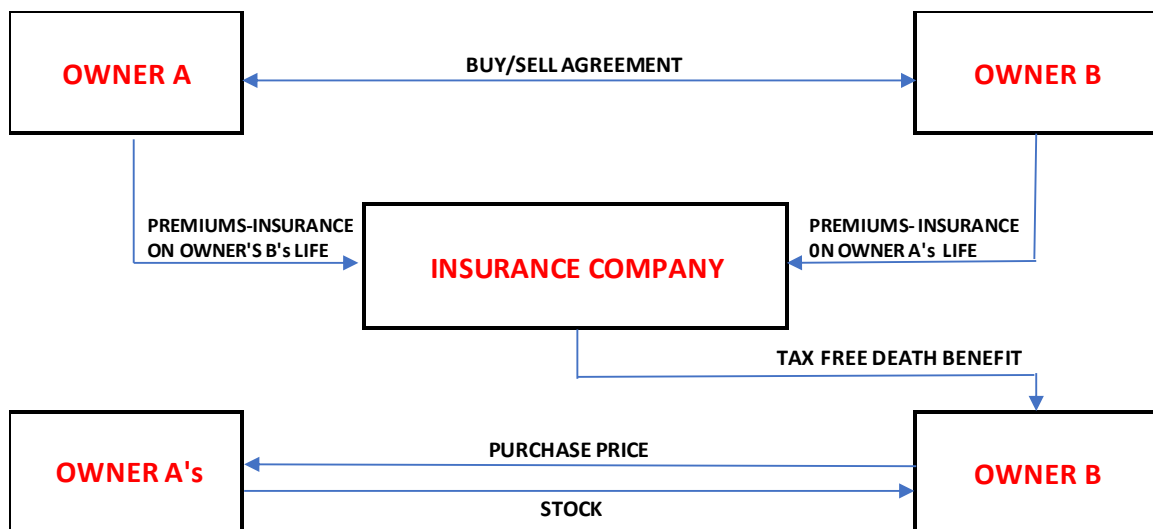 OWNER A
BUY/SELL AGREEMENT
OWNER B
PREMIUMS-INSURANCE
ON OWNER'S B's LIFE
INSURANCE COMPANY
PREMIUMS- INSURANCE
0N OWNER A's LIFE
TAX FREE DEATH BENEFIT
OWNER A's
PURCHASE PRICE
STOCK
OWNER B